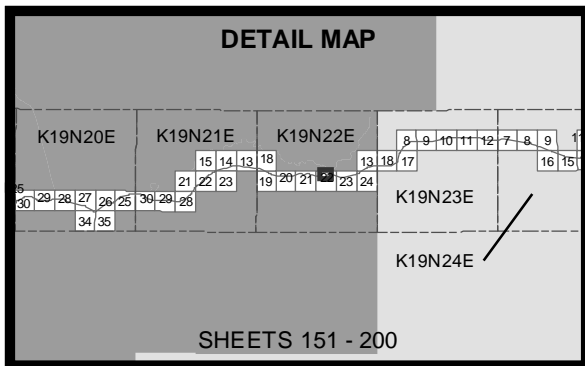 DETAIL MAP
K19N20E K19N21E K19N22E
8 9 10 11 12 7 8 9
15 14 13 18 13 18 17 16 15
21 22 23 19 20 21 22 23 24
25 30 29 28 27 26 25 30 29 28
34 35
K19N23E
K19N24E
SHEETS 151 - 200